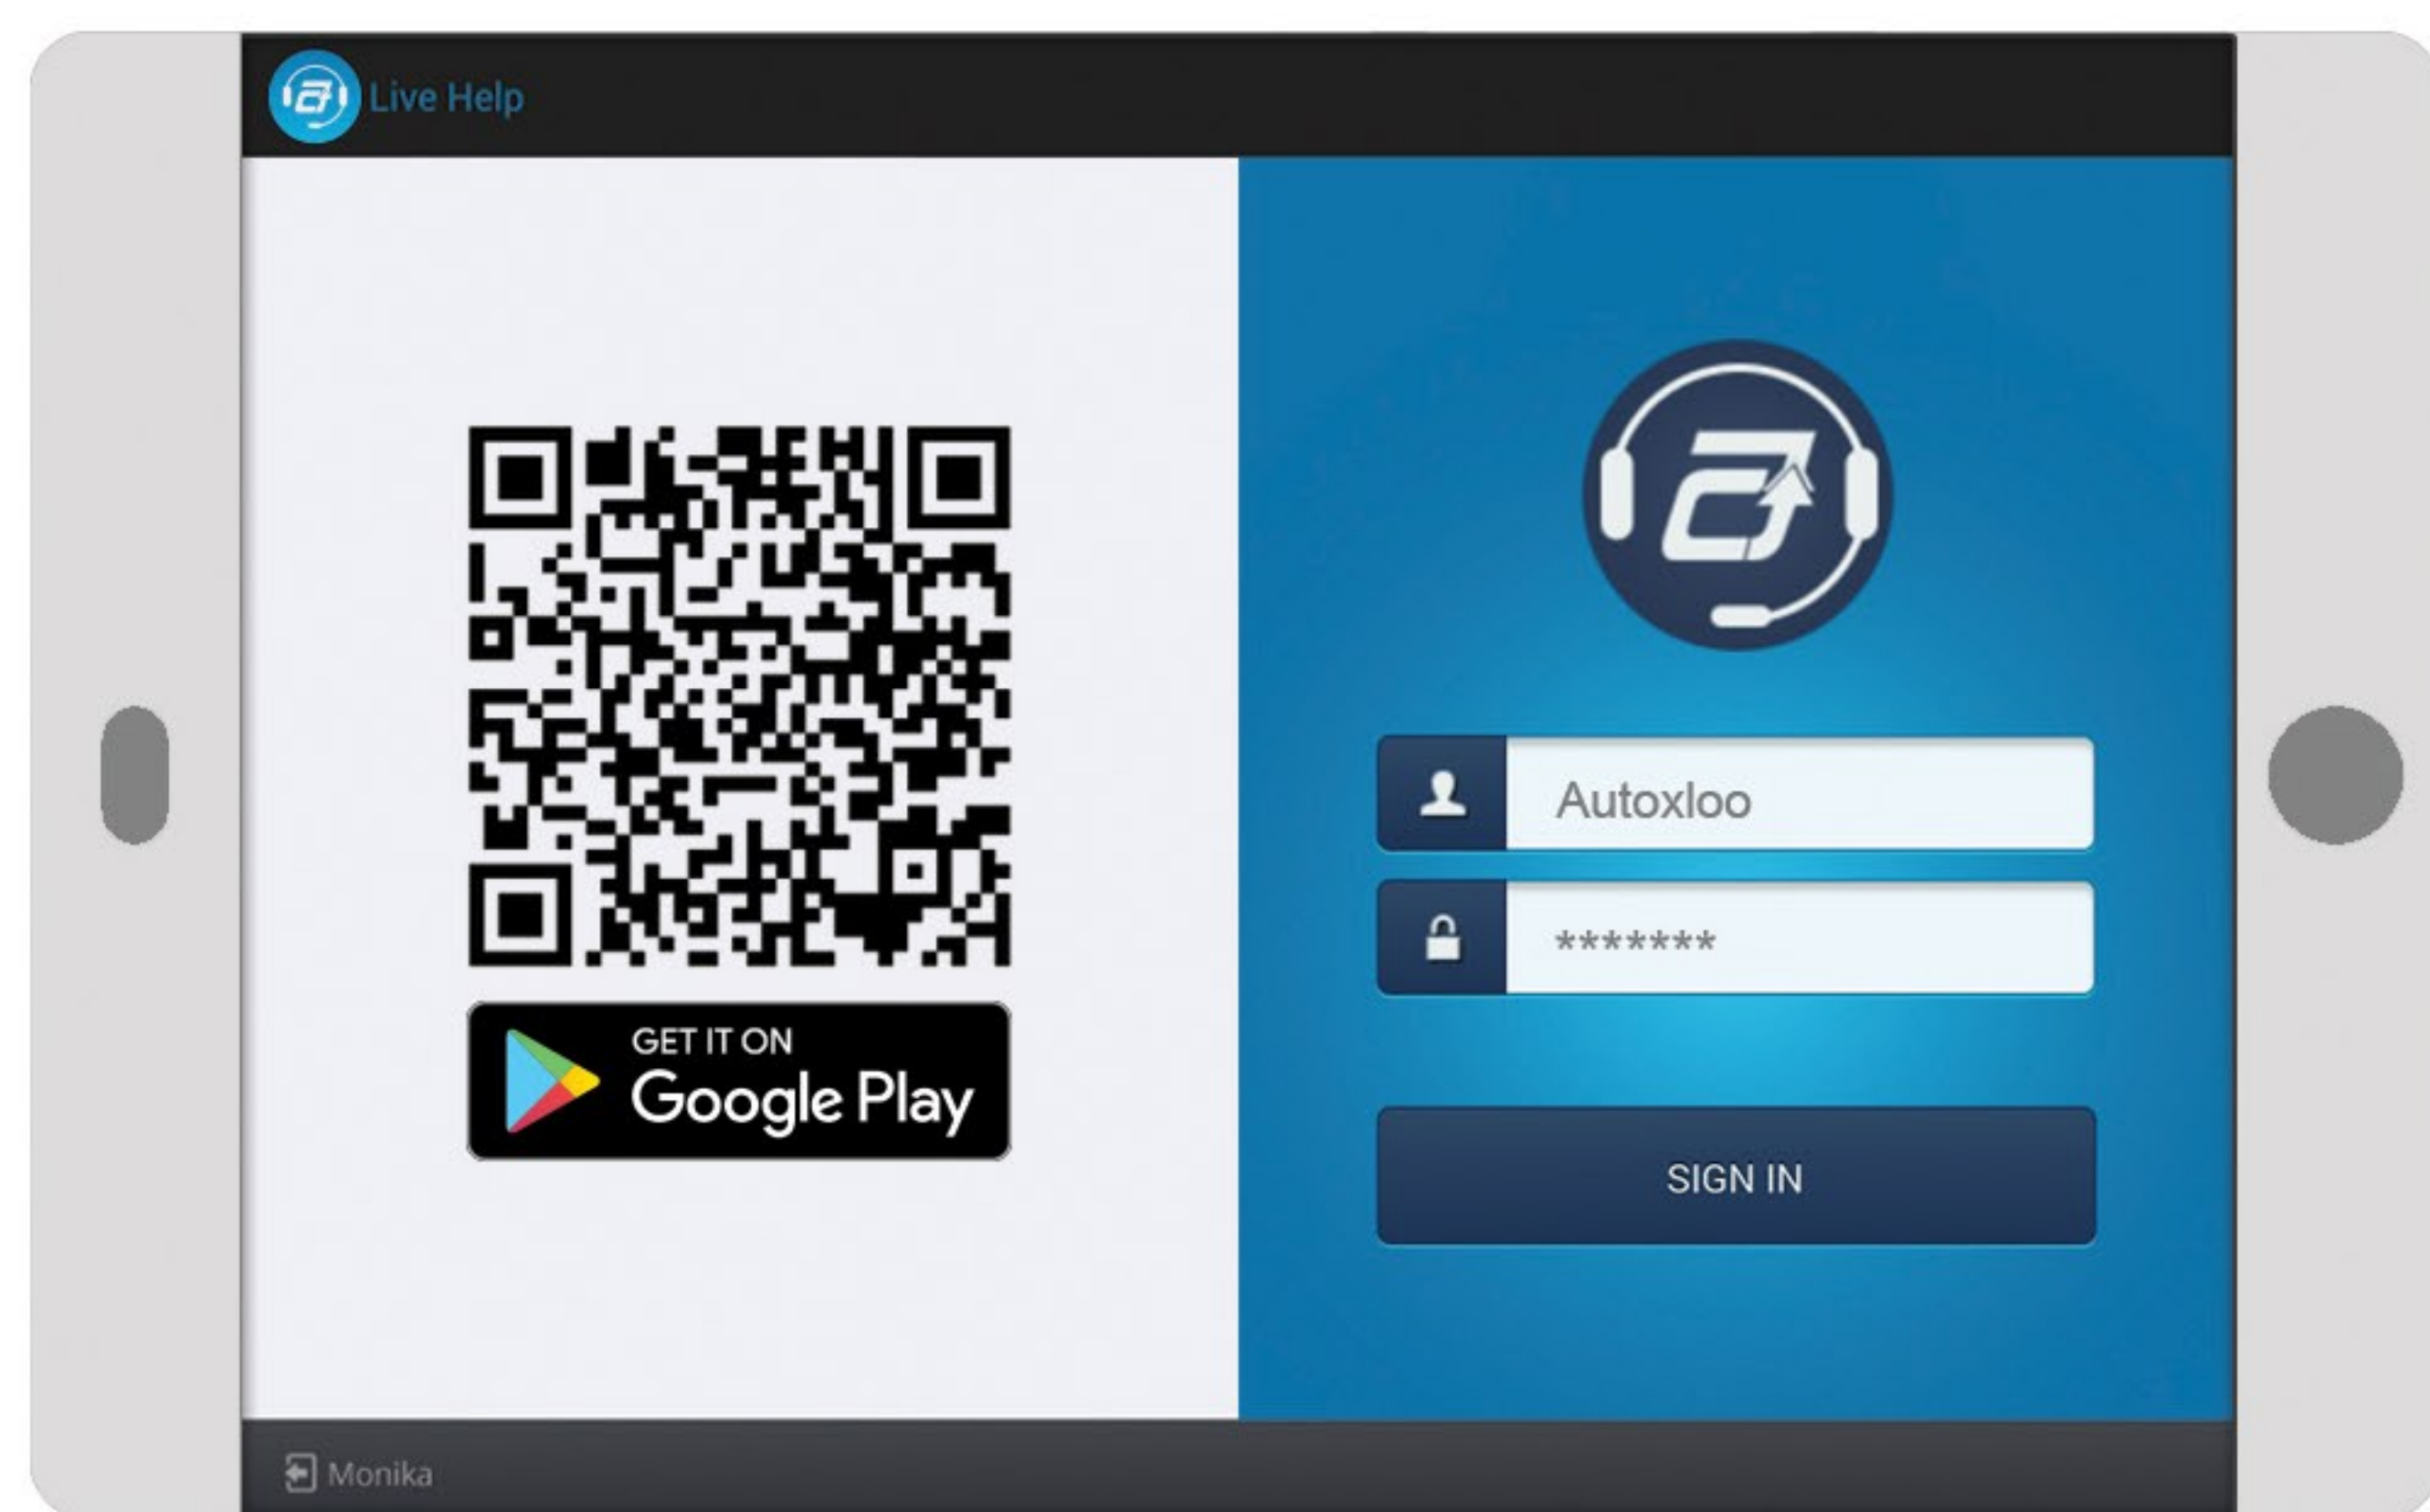 Live Help
GET IT ON
Google Play
Autoxloo
*******
SIGN IN
Monika